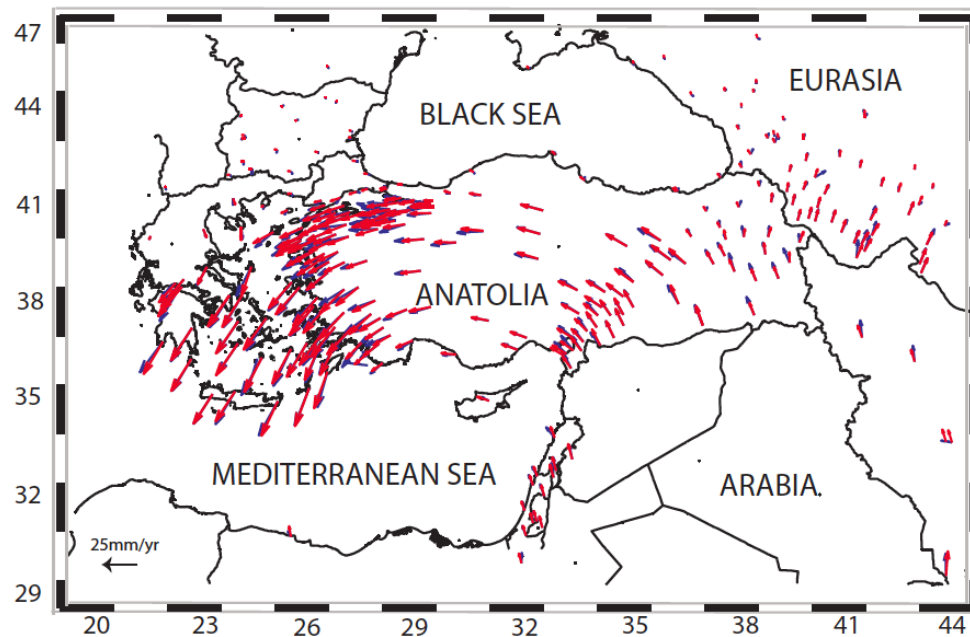 47
EURASIA
44
BLACK SEA
41
38
ANATOLIA
35
MEDITERRANEAN SEA
32
ARABIA.
25mm/yr
29
20 23 26 29 32 35 38 41 44